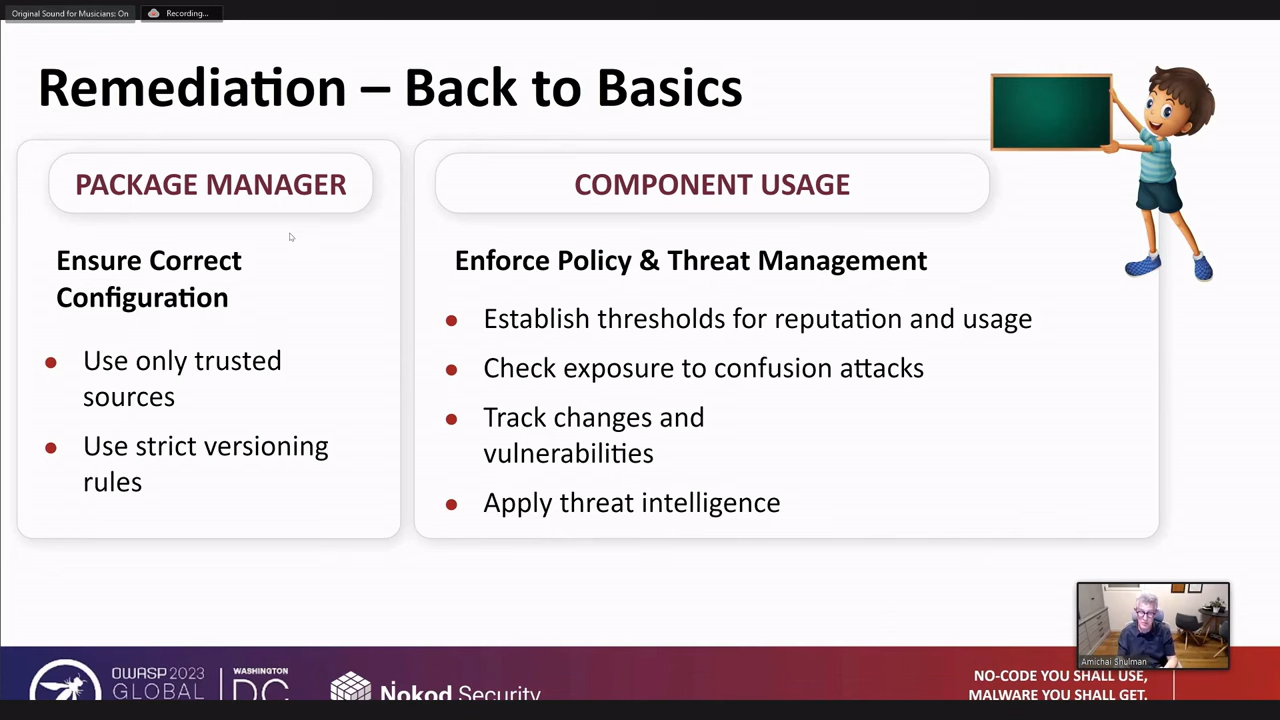 Original Sound for Musicians: On
Recording...
Remediation – Back to Basics
PACKAGE MANAGER
Ensure Correct
Configuration
Use only trusted
sources
Use strict versioning
rules
COMPONENT USAGE
Enforce Policy & Threat Management
Establish thresholds for reputation and usage
Check exposure to confusion attacks
Track changes and
vulnerabilities
Apply threat intelligence
Amichai Shulman
OWASP 2023
GLOBAL
WASHINGTON
DC
Nokod Security
NO-CODE YOU SHALL USE,
MALWARE YOU SHALL GET.